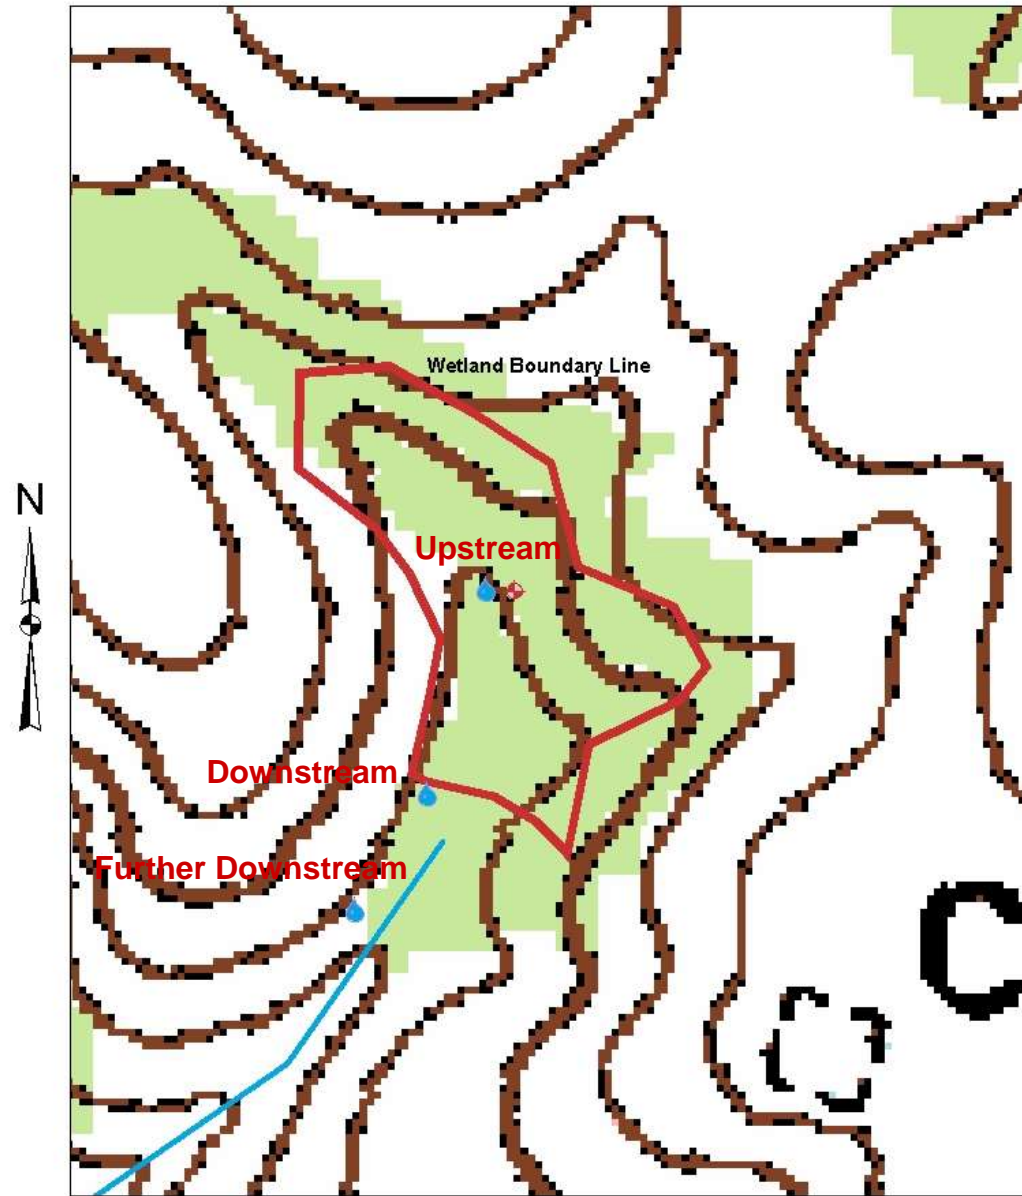 Wetland Boundary Line
N
Upstream
Downstream
Further Downstream
C